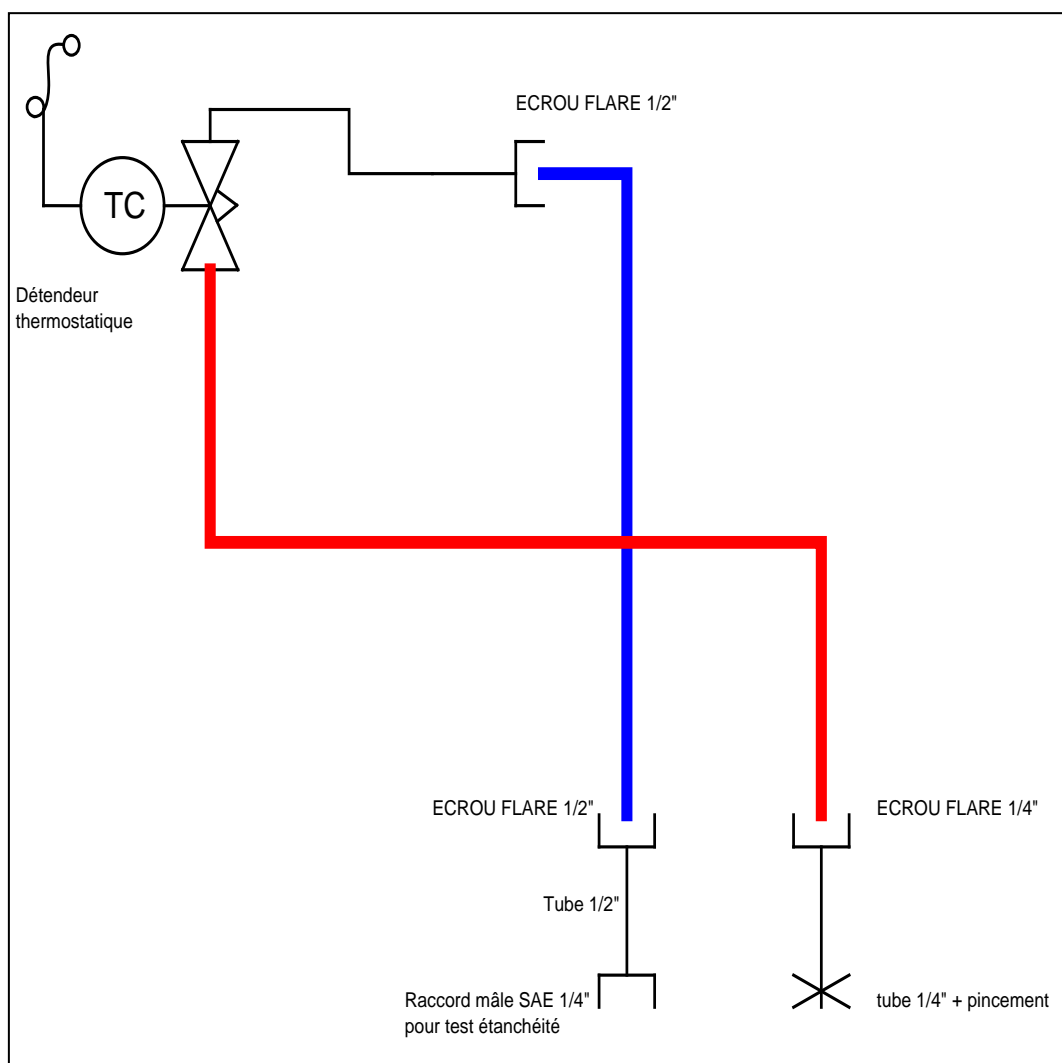 ECROU FLARE 1/2"
TC
Détendeur
thermostatique
ECROU FLARE 1/2"
ECROU FLARE 1/4"
Tube 1/2"
Raccord mâle SAE 1/4"
pour test étanchéité
tube 1/4" + pincement